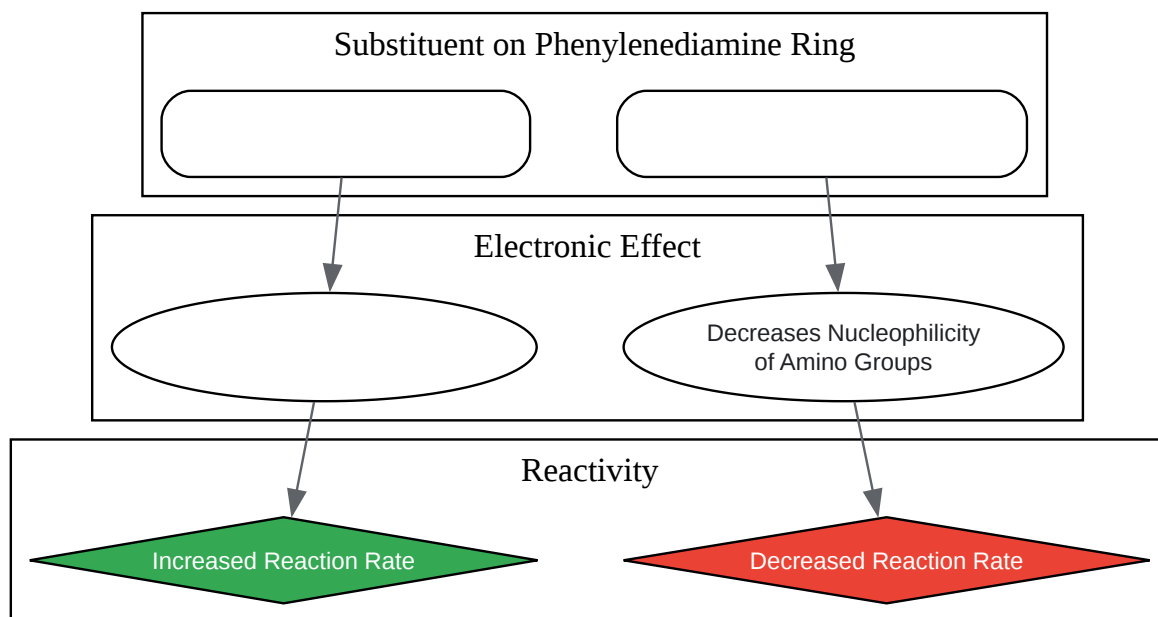 Substituent on Phenylenediamine Ring
Electronic Effect
Decreases Nucleophilicity
of Amino Groups
Reactivity
Increased Reaction Rate
Decreased Reaction Rate